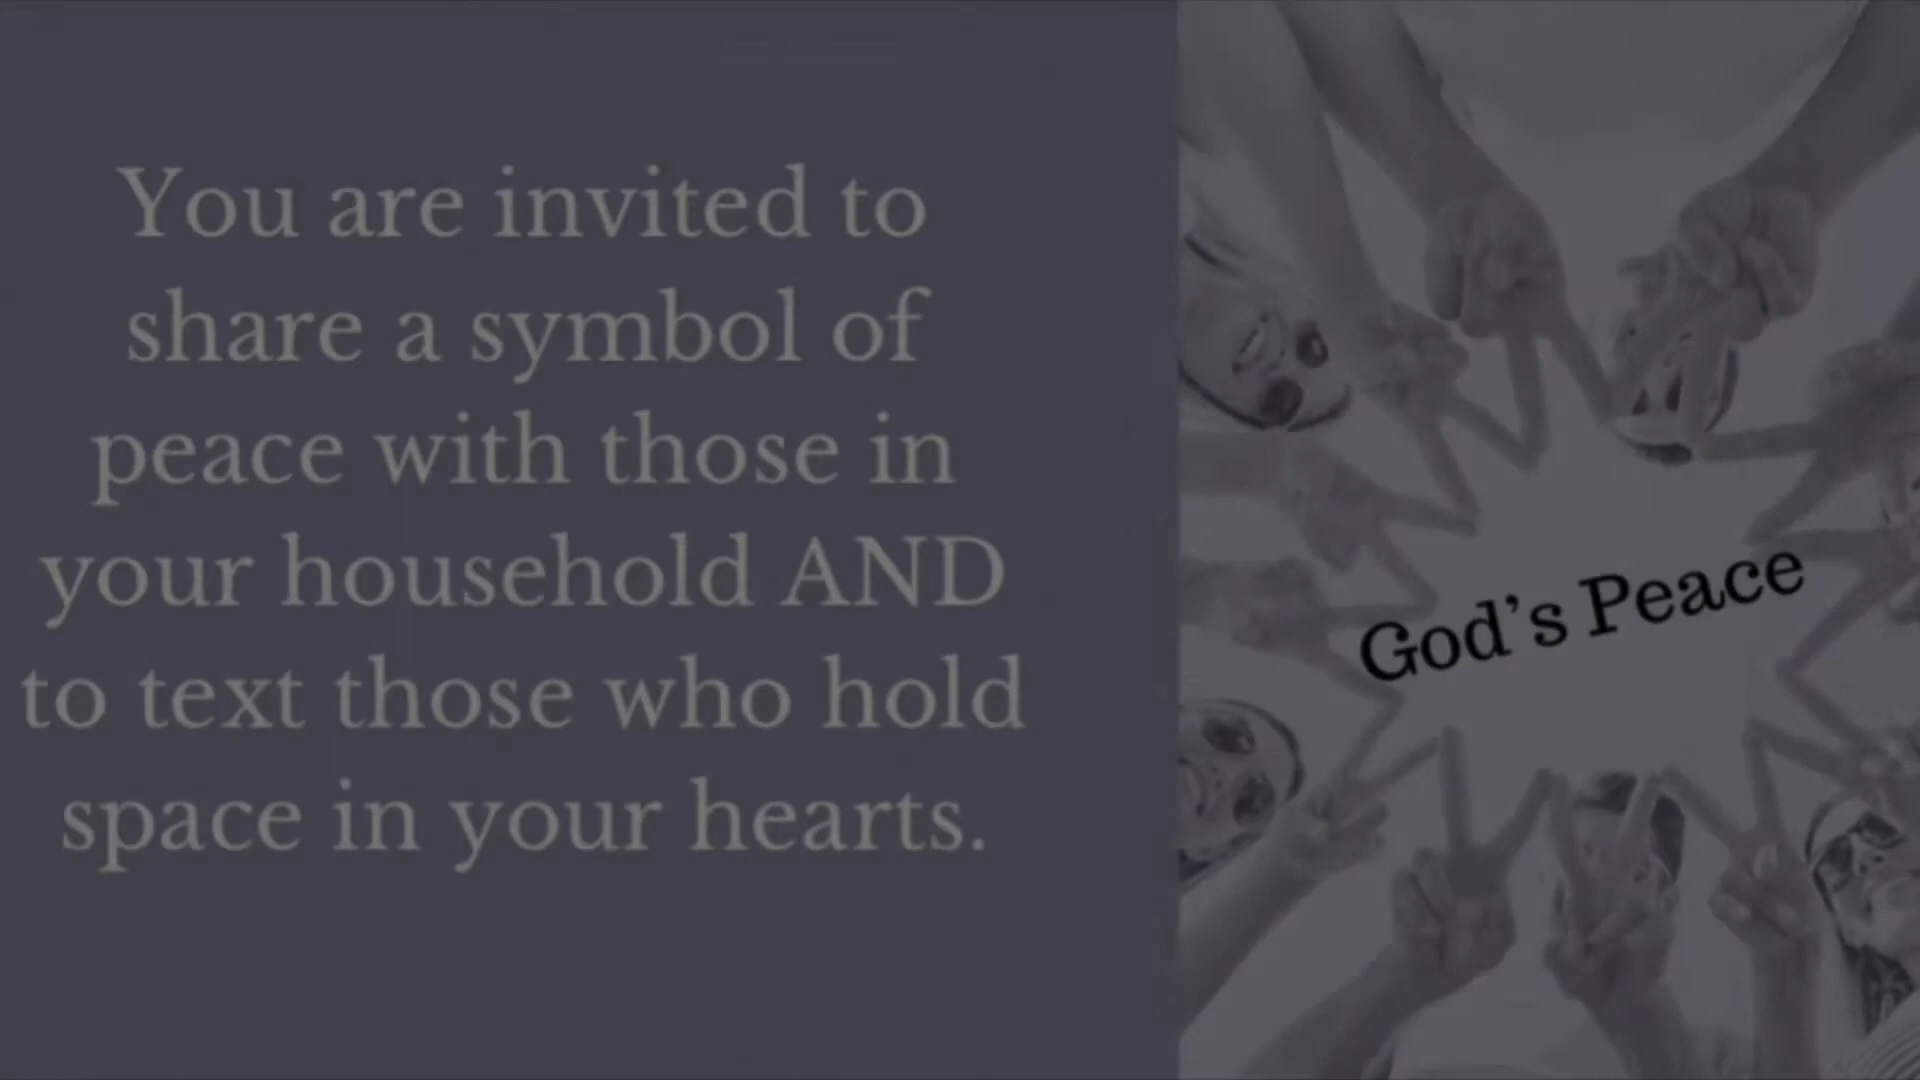 You are invited to
share a symbol of
peace with those in
your household AND
to text those who hold
space in your hearts.
God's Peace